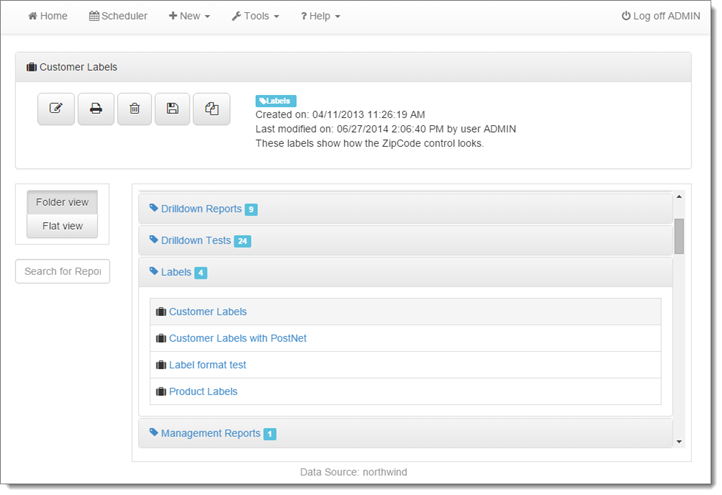 Home Scheduler New Tools ? Help Log off ADMIN
Customer Labels
Labels
Created on: 04/11/2013 11:26:19 AM
Last modified on: 06/27/2014 2:06:40 PM by user ADMIN
These labels show how the ZipCode control looks.
Folder view
Flat view
Search for Repor
Drilldown Reports 9
Drilldown Tests 24
Labels 4
Customer Labels
Customer Labels with PostNet
Label format test
Product Labels
Management Reports 1
Data Source: northwind